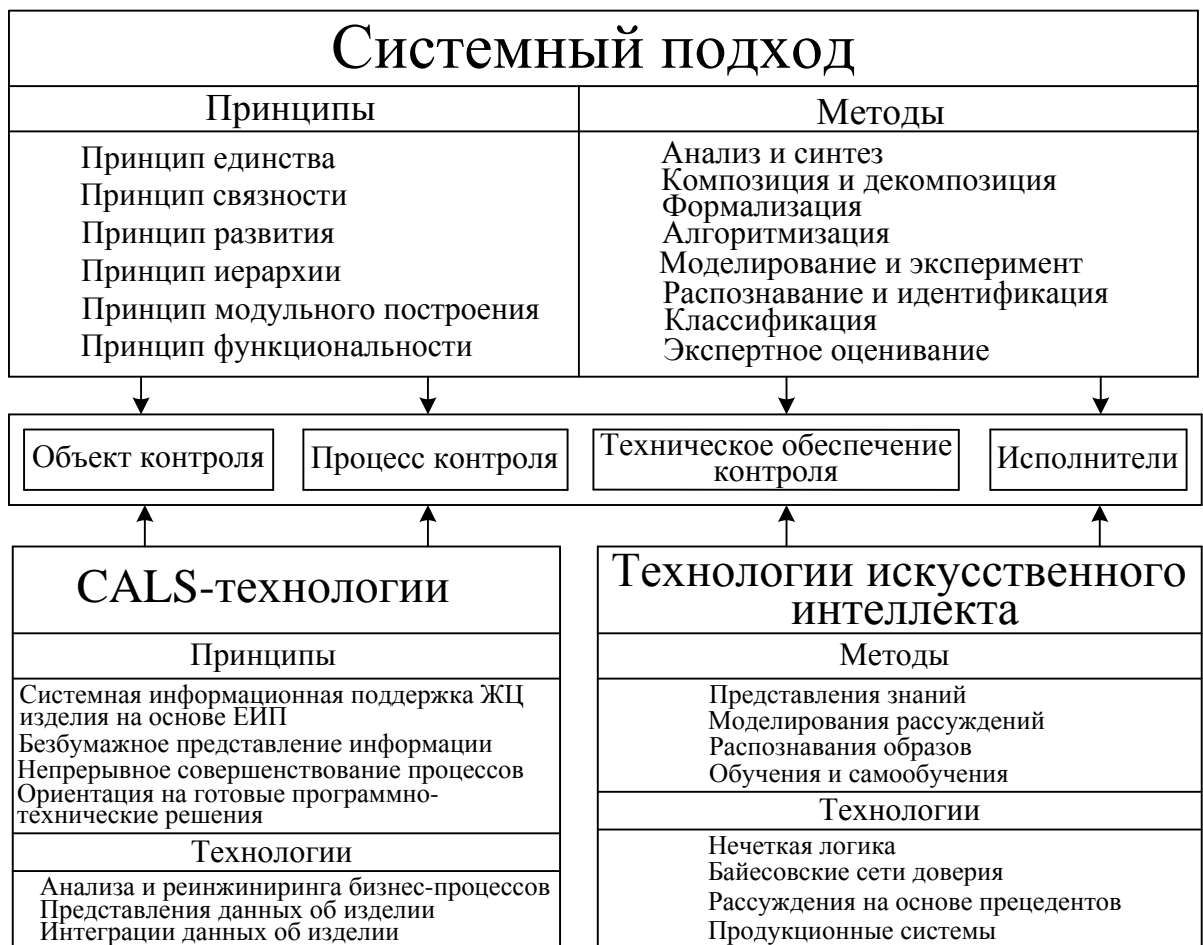 Системный подход
Принципы
Принцип единства
Принцип связности
Принцип развития
Принцип иерархии
Принцип модульного построения
Принцип функциональности
Методы
Анализ и синтез
Композиция и декомпозиция
Формализация
Алгоритмизация
Моделирование и эксперимент
Распознавание и идентификация
Классификация
Экспертное оценивание
Объект контроля
Процесс контроля
Техническое обеспечение
контроля
Исполнители
CALS-технологии
Принципы
Системная информационная поддержка ЖЦ
изделия на основе ЕИП
Безбумажное представление информации
Непрерывное совершенствование процессов
Ориентация на готовые программно-
технические решения
Технологии
Анализа и реинжиниринга бизнес-процессов
Представления данных об изделии
Интеграции данных об изделии
Технологии искусственного
интеллекта
Методы
Представления знаний
Моделирования рассуждений
Распознавания образов
Обучения и самообучения
Технологии
Нечеткая логика
Байесовские сети доверия
Рассуждения на основе прецедентов
Продукционные системы